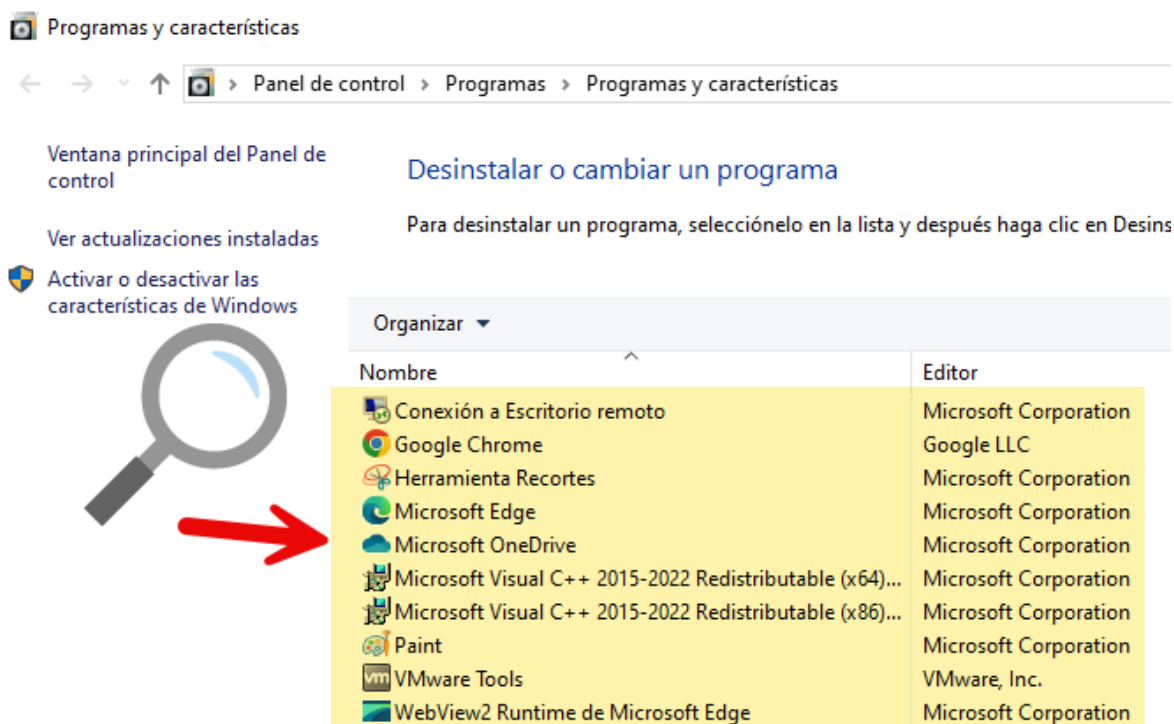 Programas y características
Panel de control > Programas > Programas y características
Ventana principal del Panel de
control
Ver actualizaciones instaladas
Activar o desactivar las
características de Windows
Desinstalar o cambiar un programa
Para desinstalar un programa, selecciónelo en la lista y después haga clic en Desins
Organizar
Nombre Editor
Conexión a Escritorio remoto Microsoft Corporation
Google Chrome Google LLC
Herramienta Recortes Microsoft Corporation
Microsoft Edge Microsoft Corporation
Microsoft OneDrive Microsoft Corporation
Microsoft Visual C++ 2015-2022 Redistributable (x64)... Microsoft Corporation
Microsoft Visual C++ 2015-2022 Redistributable (x86)... Microsoft Corporation
Paint Microsoft Corporation
vm VMware Tools VMware, Inc.
WebView2 Runtime de Microsoft Edge Microsoft Corporation